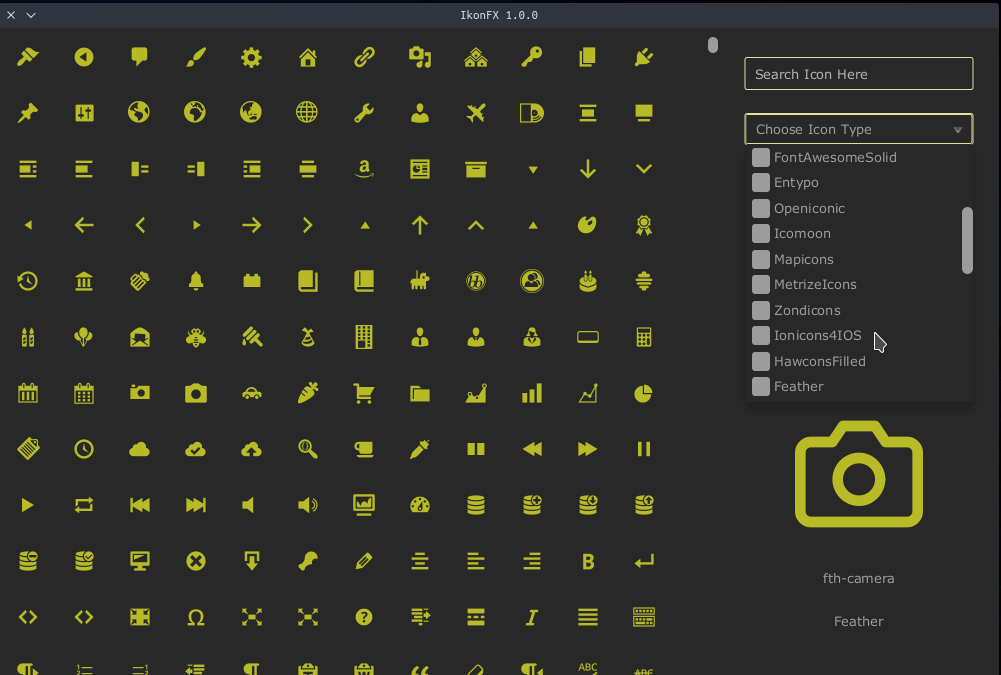 IkonFX 1.0.0
Search Icon Here
Choose Icon Type
FontAwesomeSolid
Entypo
Openiconic
Icomoon
Mapicons
MetrizeIcons
Zondicons
Ionicons4IOS
HawconsFilled
Feather
fth-camera
Feather
ABC
ABC